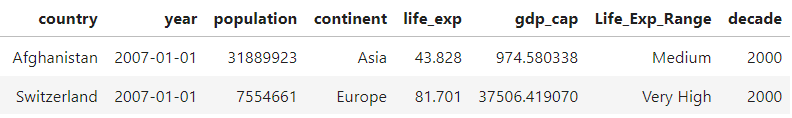 country year population continent life_exp gdp_cap Life_Exp_Range decade
Afghanistan 2007-01-01 31889923 Asia 43.828 974.580338 Medium 2000
Switzerland 2007-01-01 7554661 Europe 81.701 37506.419070 Very High 2000